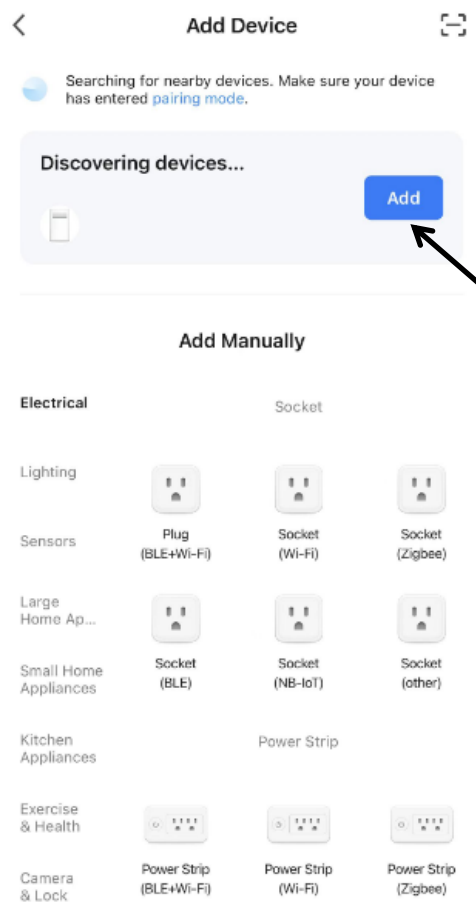 Add Device
Searching for nearby devices. Make sure your device
has entered pairing mode.
Discovering devices...
Add
Add Manually
Electrical
Socket
Lighting
Plug
(BLE+Wi-Fi)
Socket
(Wi-Fi)
Socket
(Zigbee)
Sensors
Large
Home Ap...
Socket
(BLE)
Socket
(NB-IoT)
Socket
(other)
Small Home
Appliances
Kitchen
Appliances
Power Strip
Exercise
& Health
Power Strip
(BLE+Wi-Fi)
Power Strip
(Wi-Fi)
Power Strip
(Zigbee)
Camera
& Lock